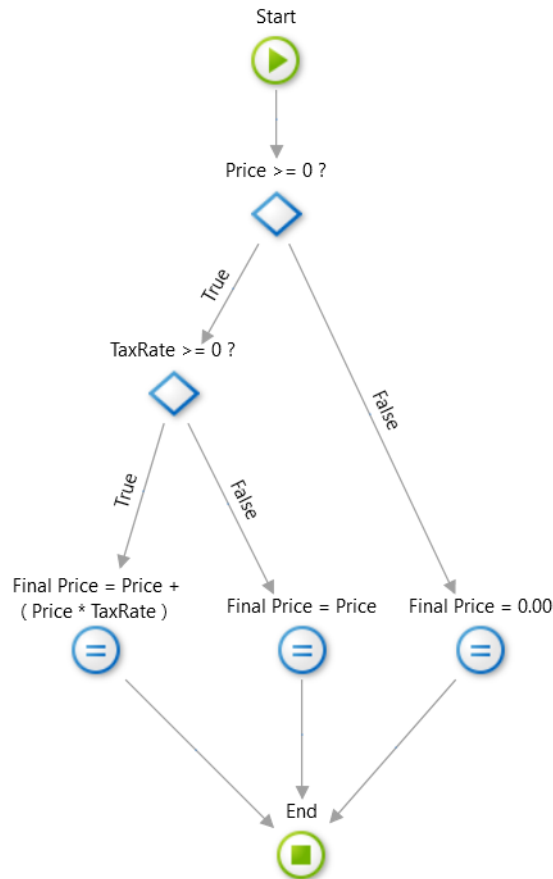 Start
Price >= 0 ?
True
TaxRate >= 0 ?
False
True
False
Final Price = Price +
( Price * TaxRate )
Final Price = Price
Final Price = 0.00
End